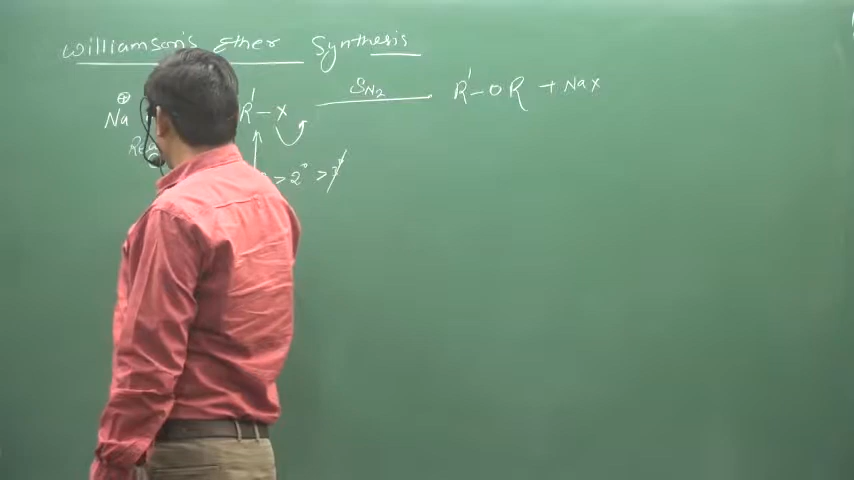 Williamson's Ether Synthesis
Na⊕ R' – X SN2 R' – OR + NaX
> 2° > 3°